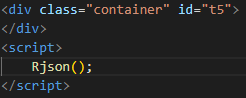 <div class="container" id="t5">
</div>
<script>
    Rjson();
</script>